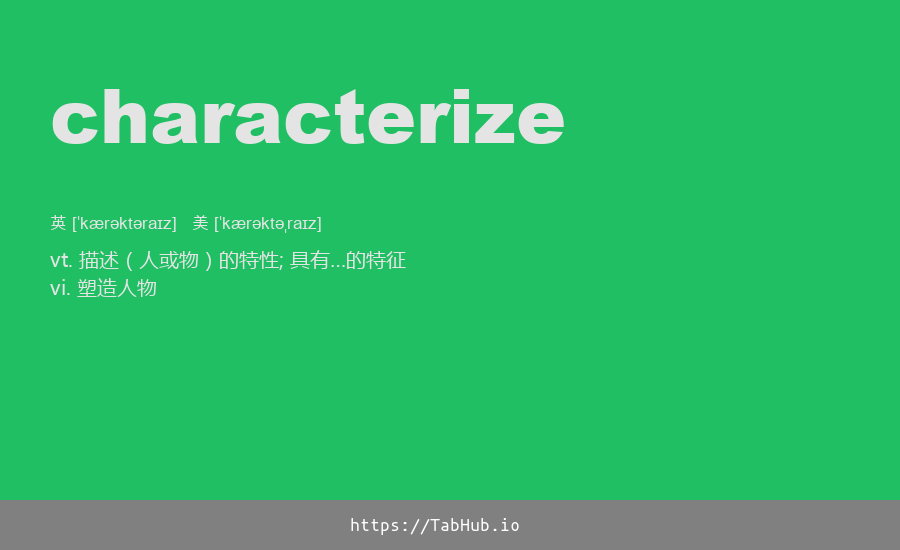 characterize
英 [ˈkærəktəraɪz] 美 [ˈkærəktəˌraɪz]
vt. 描述（人或物）的特性; 具有...的特征
vi. 塑造人物
https://TabHub.io